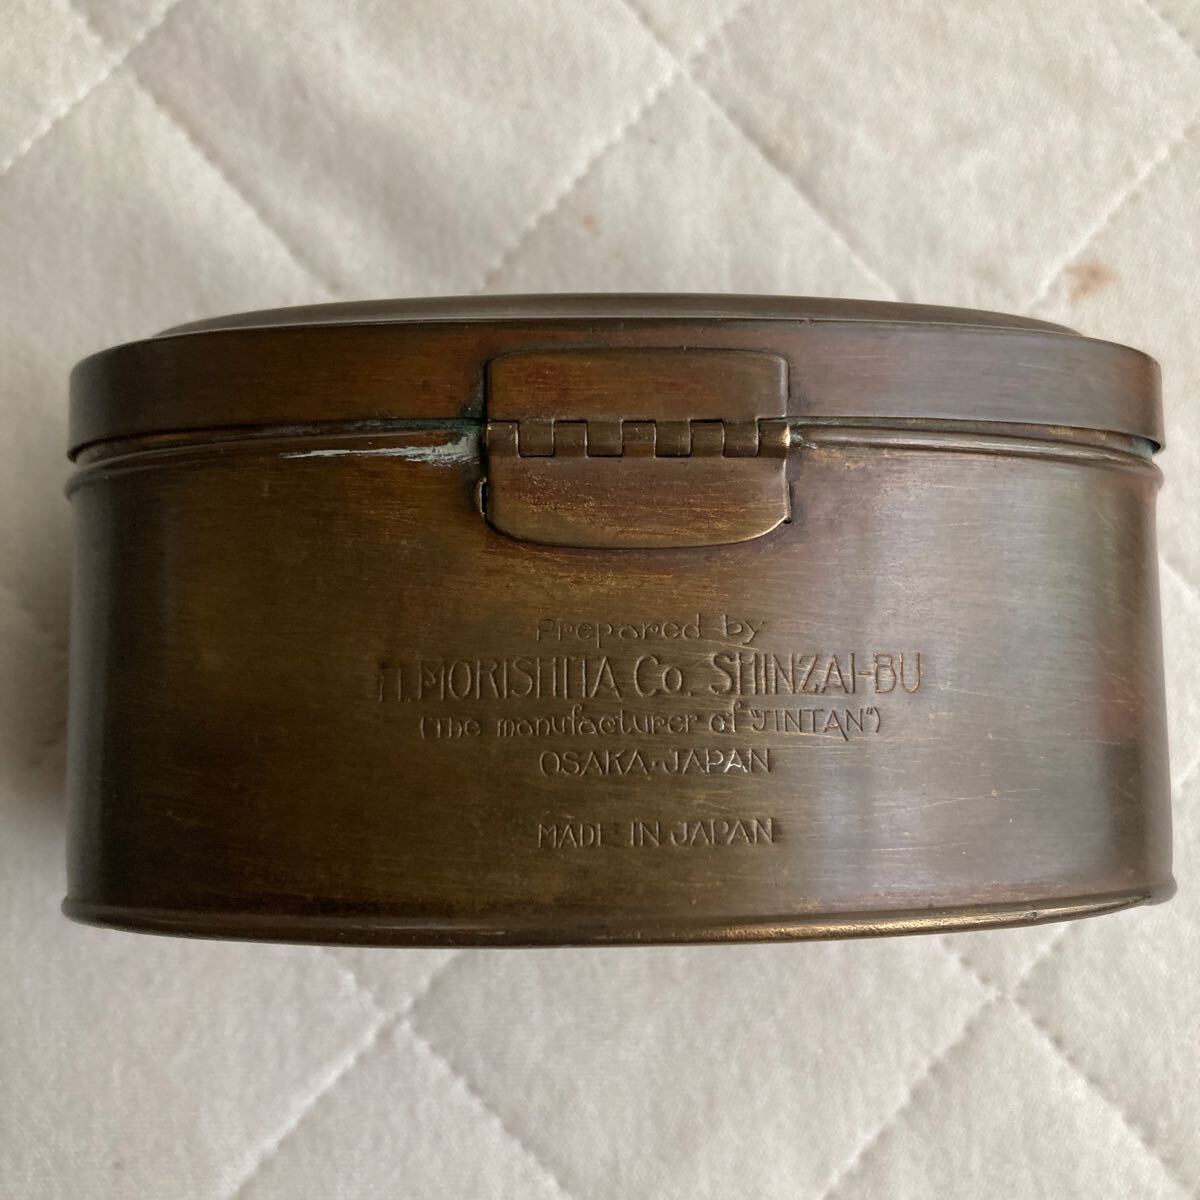 Prepared by
H. MORISHITA Co. SHINZAI-BU
(The manufacturer of "JINTAN")
OSAKA·JAPAN
MADE IN JAPAN